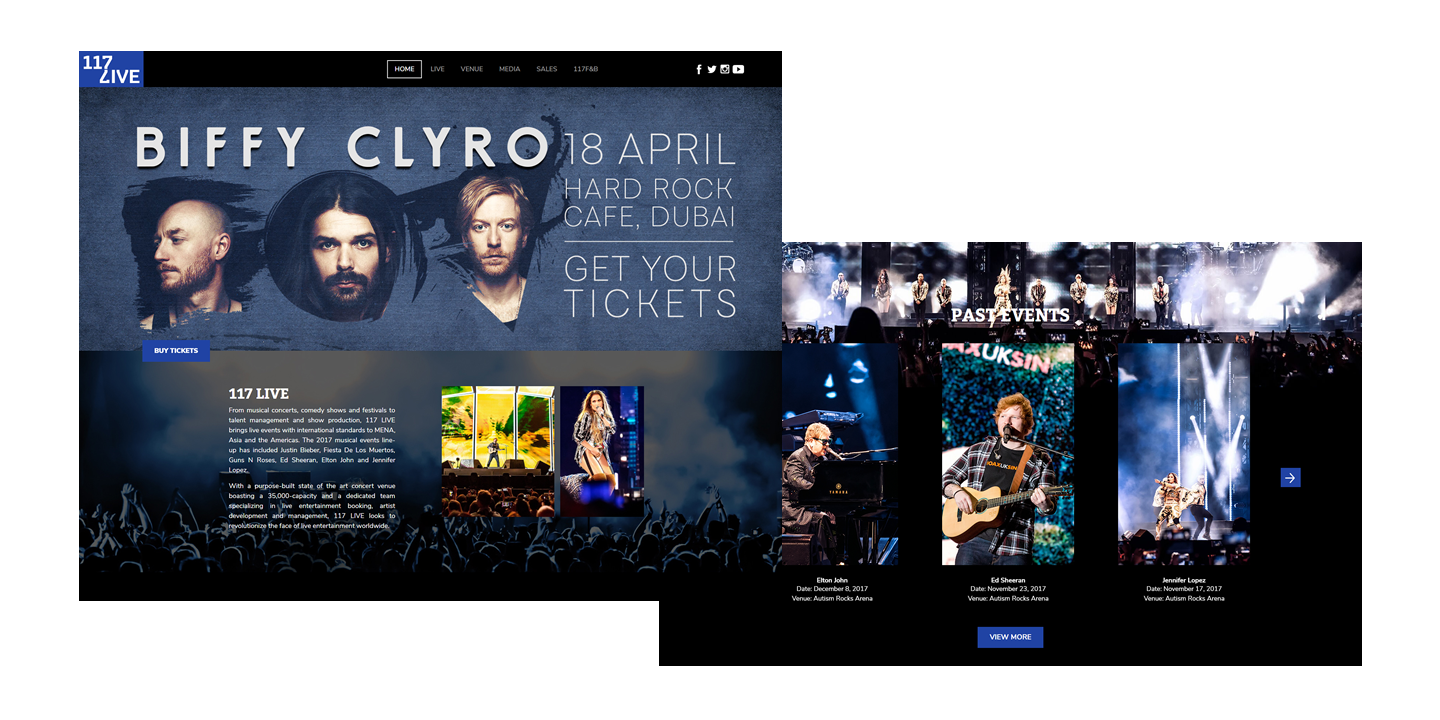 117
LIVE
HOME
LIVE
VENUE
MEDIA
SALES
117F&B
BIFFY CLYRO
18 APRIL
HARD ROCK
CAFE, DUBAI
GET YOUR
TICKETS
BUY TICKETS
117 LIVE
From musical concerts, comedy shows and festivals to
talent management and show production, 117 LIVE
brings live events with international standards to MENA,
Asia and the Americas. The 2017 musical events line-
up has included Justin Bieber, Fiesta De Los Muertos,
Guns N Roses, Ed Sheeran, Elton John and Jennifer
Lopez.
With a purpose-built state of the art concert venue
boasting a 35,000-capacity and a dedicated team
specializing in live entertainment booking, artist
development and management, 117 LIVE looks to
revolutionize the face of live entertainment worldwide.
PAST EVENTS
YAMAHA
AXUKSIN
OAXUKSIN
Elton John
Date: December 8, 2017
Venue: Autism Rocks Arena
Ed Sheeran
Date: November 23, 2017
Venue: Autism Rocks Arena
Jennifer Lopez
Date: November 17, 2017
Venue: Autism Rocks Arena
VIEW MORE